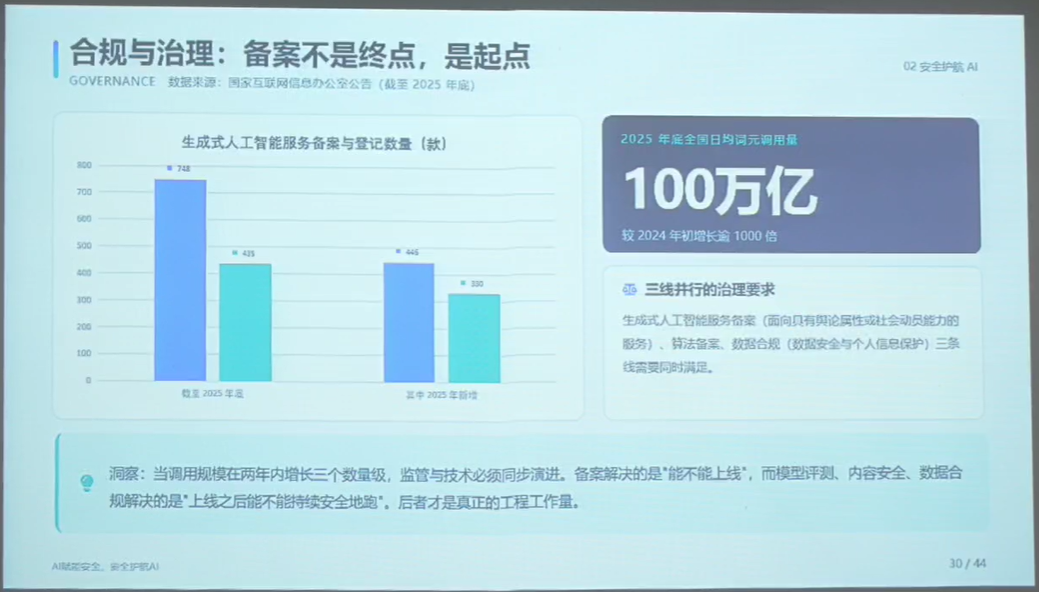 合规与治理：备案不是终点，是起点
GOVERNANCE 数据来源：国家互联网信息办公室公告（截至 2025 年底）
02 安全护航 AI
生成式人工智能服务备案与登记数量（款）
800
700
600
500
400
300
200
100
0
748
435
446
330
截至 2025 年底
其中 2025 年新增
2025 年底全国日均词元调用量
100万亿
较 2024 年初增长逾 1000 倍
三线并行的治理要求
生成式人工智能服务备案（面向具有舆论属性或社会动员能力的
服务）、算法备案、数据合规（数据安全与个人信息保护）三条
线需要同时满足。
洞察：当调用规模在两年内增长三个数量级，监管与技术必须同步演进。备案解决的是"能不能上线"，而模型评测、内容安全、数据合
规解决的是"上线之后能不能持续安全地跑"。后者才是真正的工程工作量。
AI赋能安全，安全护航AI
30 / 44